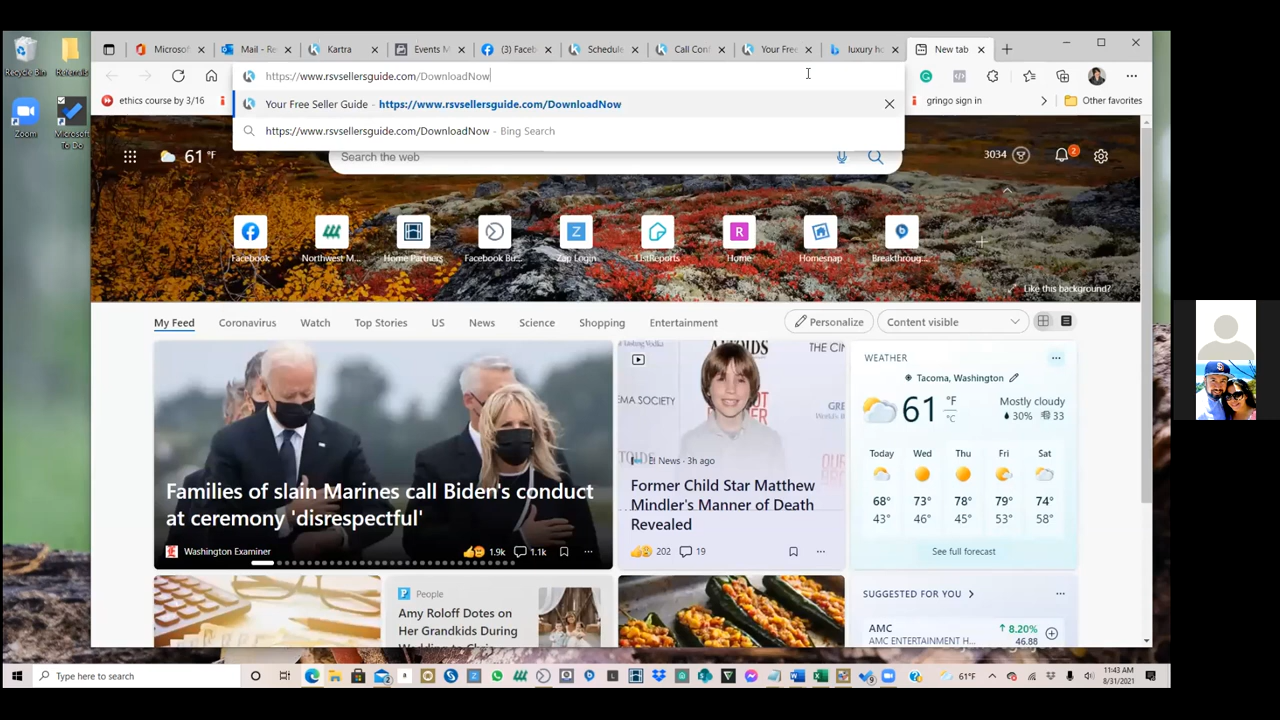 Recycle Bin
Referrals
Zoom
Microsoft To Do
Microsof
Mail - Re
Kartra
Events M
(3) Faceb
Schedule
Call Con
Your Free
luxury ho
New tab
https://www.rsvsellersguide.com/DownloadNow
Your Free Seller Guide - https://www.rsvsellersguide.com/DownloadNow
https://www.rsvsellersguide.com/DownloadNow - Bing Search
ethics course by 3/16
gringo sign in
Other favorites
61 °F
Search the web
3034
2
Facebook
Northwest M...
Home Partners
Facebook Bu...
Zap Login
ListReports
Home
Homesnap
Breakthroug...
Like this background?
My Feed
Coronavirus
Watch
Top Stories
US
News
Science
Shopping
Entertainment
Personalize
Content visible
Families of slain Marines call Biden's conduct
at ceremony 'disrespectful'
Washington Examiner
1.9k
1.1k
EMA SOCIETY
THE CIN
E! News · 3h ago
Former Child Star Matthew
Mindler's Manner of Death
Revealed
202
19
WEATHER
Tacoma, Washington
61 °F
°C
Mostly cloudy
30% 33
Today Wed Thu Fri Sat
68° 73° 78° 79° 74°
43° 46° 45° 53° 58°
See full forecast
People
Amy Roloff Dotes on
Her Grandkids During
SUGGESTED FOR YOU
AMC
AMC ENTERTAINMENT H...
8.20%
46.88
Type here to search
61°F
11:43 AM
8/31/2021